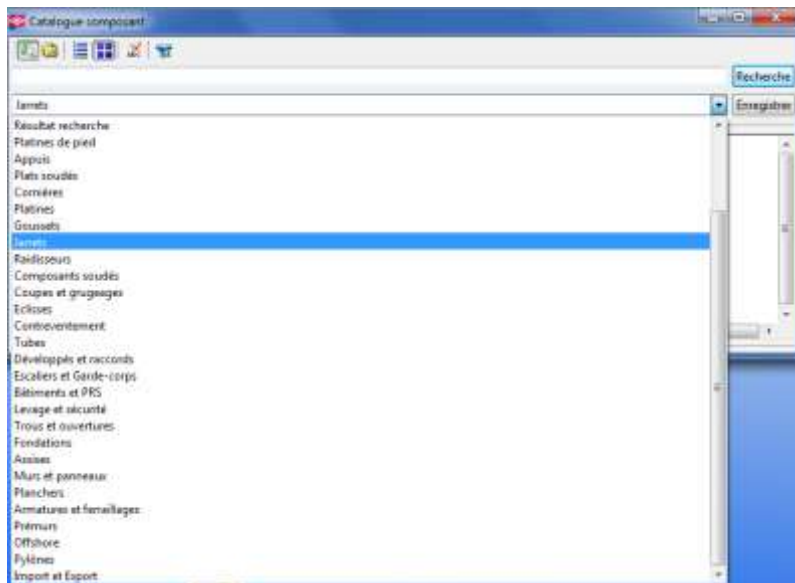 Catalogue composant
Recherche
Jarrets
Enregistrer
Résultat recherche
Platines de pied
Appuis
Plats soudés
Cornières
Platines
Goussets
Jarrets
Raidisseurs
Composants soudés
Coupes et grugeages
Eclisses
Contreventement
Tubes
Développés et raccords
Escaliers et Garde-corps
Bâtiments et PRS
Levage et sécurité
Trous et ouvertures
Fondations
Assises
Murs et panneaux
Planchers
Armatures et ferraillages
Prémurs
Offshore
Pylônes
Import et Export